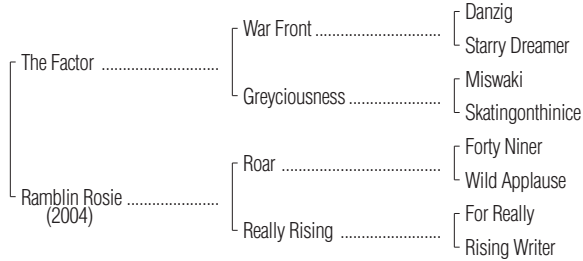 Danzig
War Front ..............................
Starry Dreamer
The Factor ............................
Miswaki
Greyciousness ......................
Skatingonthinice
Forty Niner
Roar ......................................
Wild Applause
Ramblin Rosie ......................
(2004)
For Really
Really Rising ........................
Rising Writer